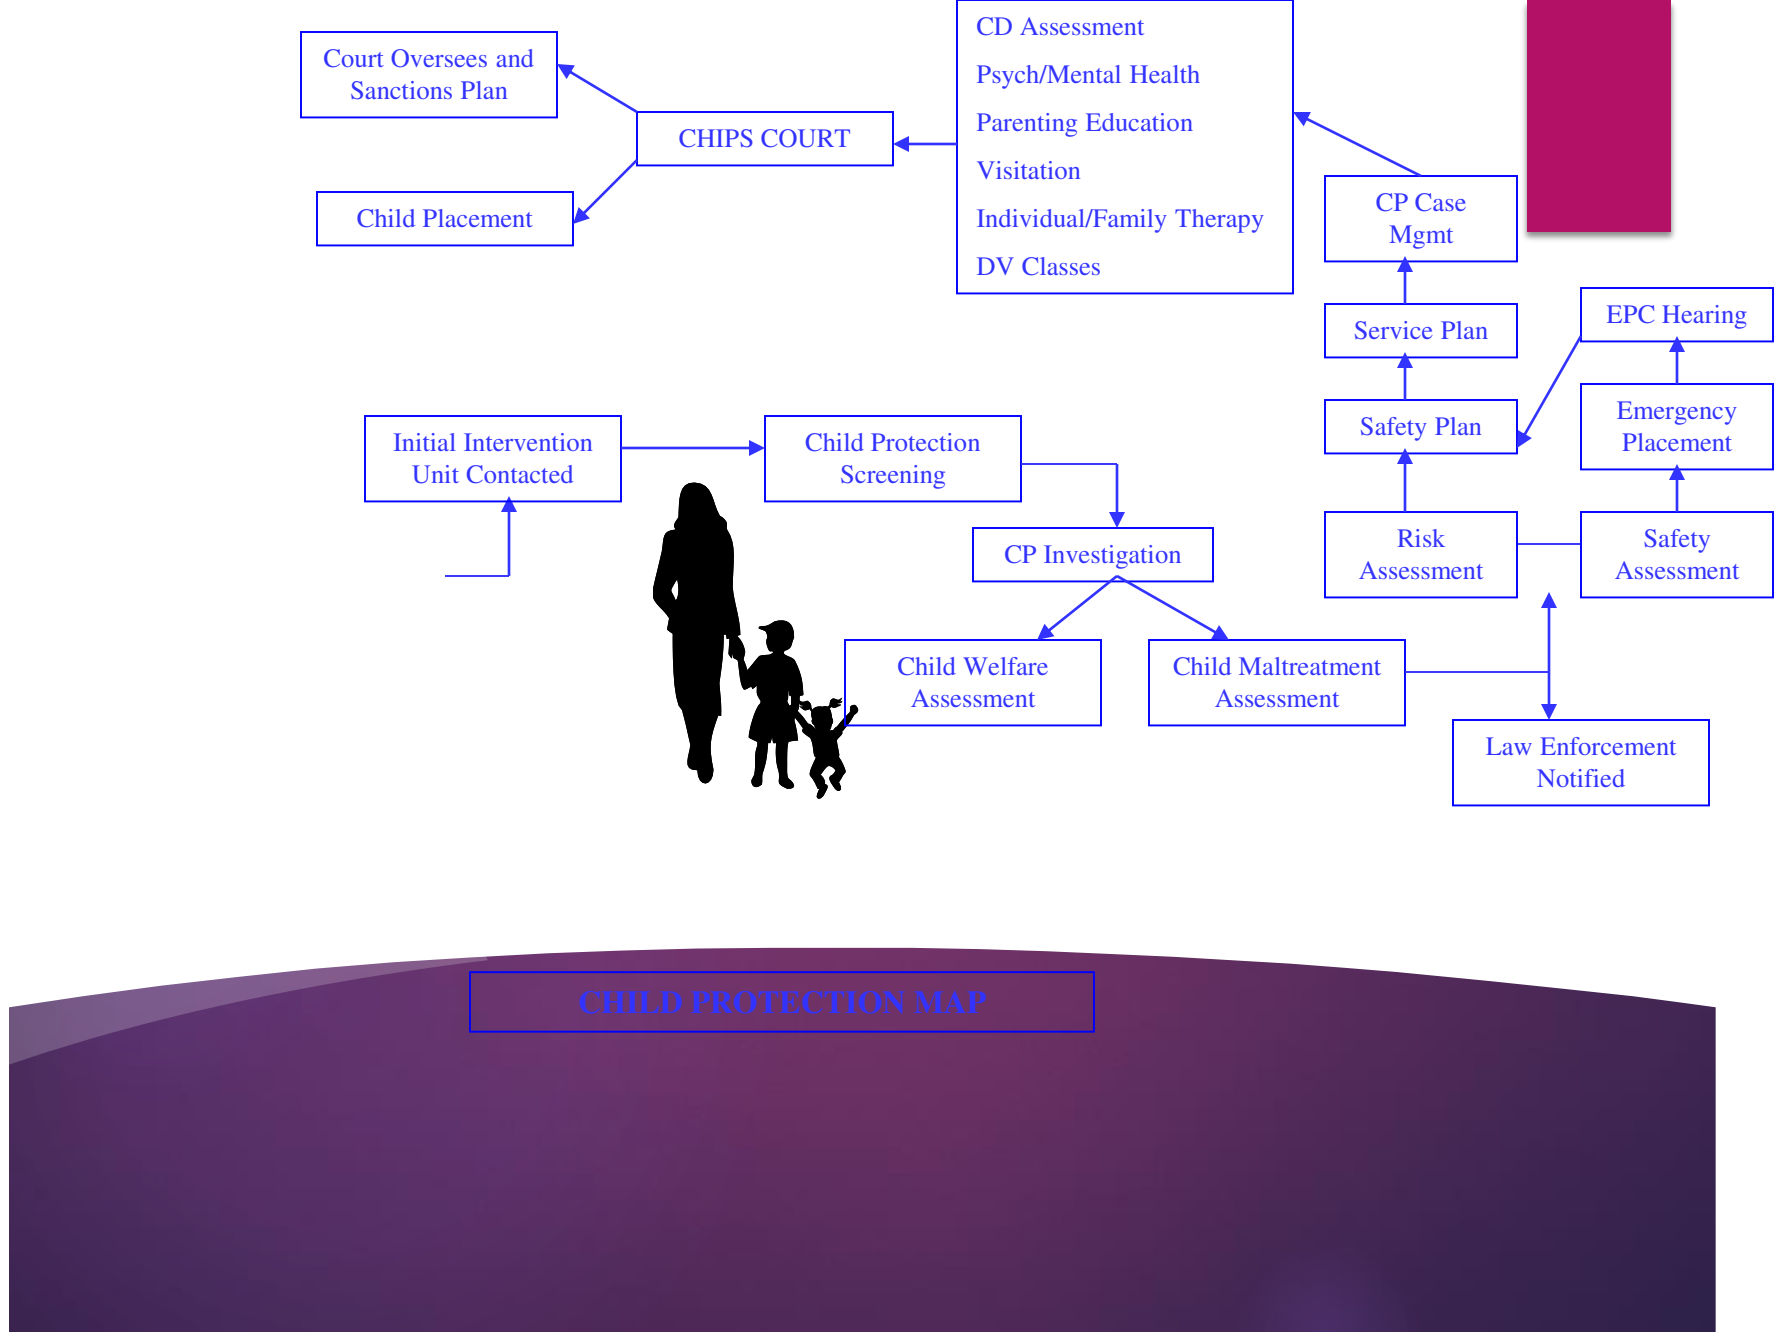 Court Oversees and
Sanctions Plan
CHIPS COURT
Child Placement
CD Assessment
Psych/Mental Health
Parenting Education
Visitation
Individual/Family Therapy
DV Classes
CP Case
Mgmt
Service Plan
EPC Hearing
Safety Plan
Emergency
Placement
Initial Intervention
Unit Contacted
Child Protection
Screening
CP Investigation
Risk
Assessment
Safety
Assessment
Child Welfare
Assessment
Child Maltreatment
Assessment
Law Enforcement
Notified
CHILD PROTECTION MAP